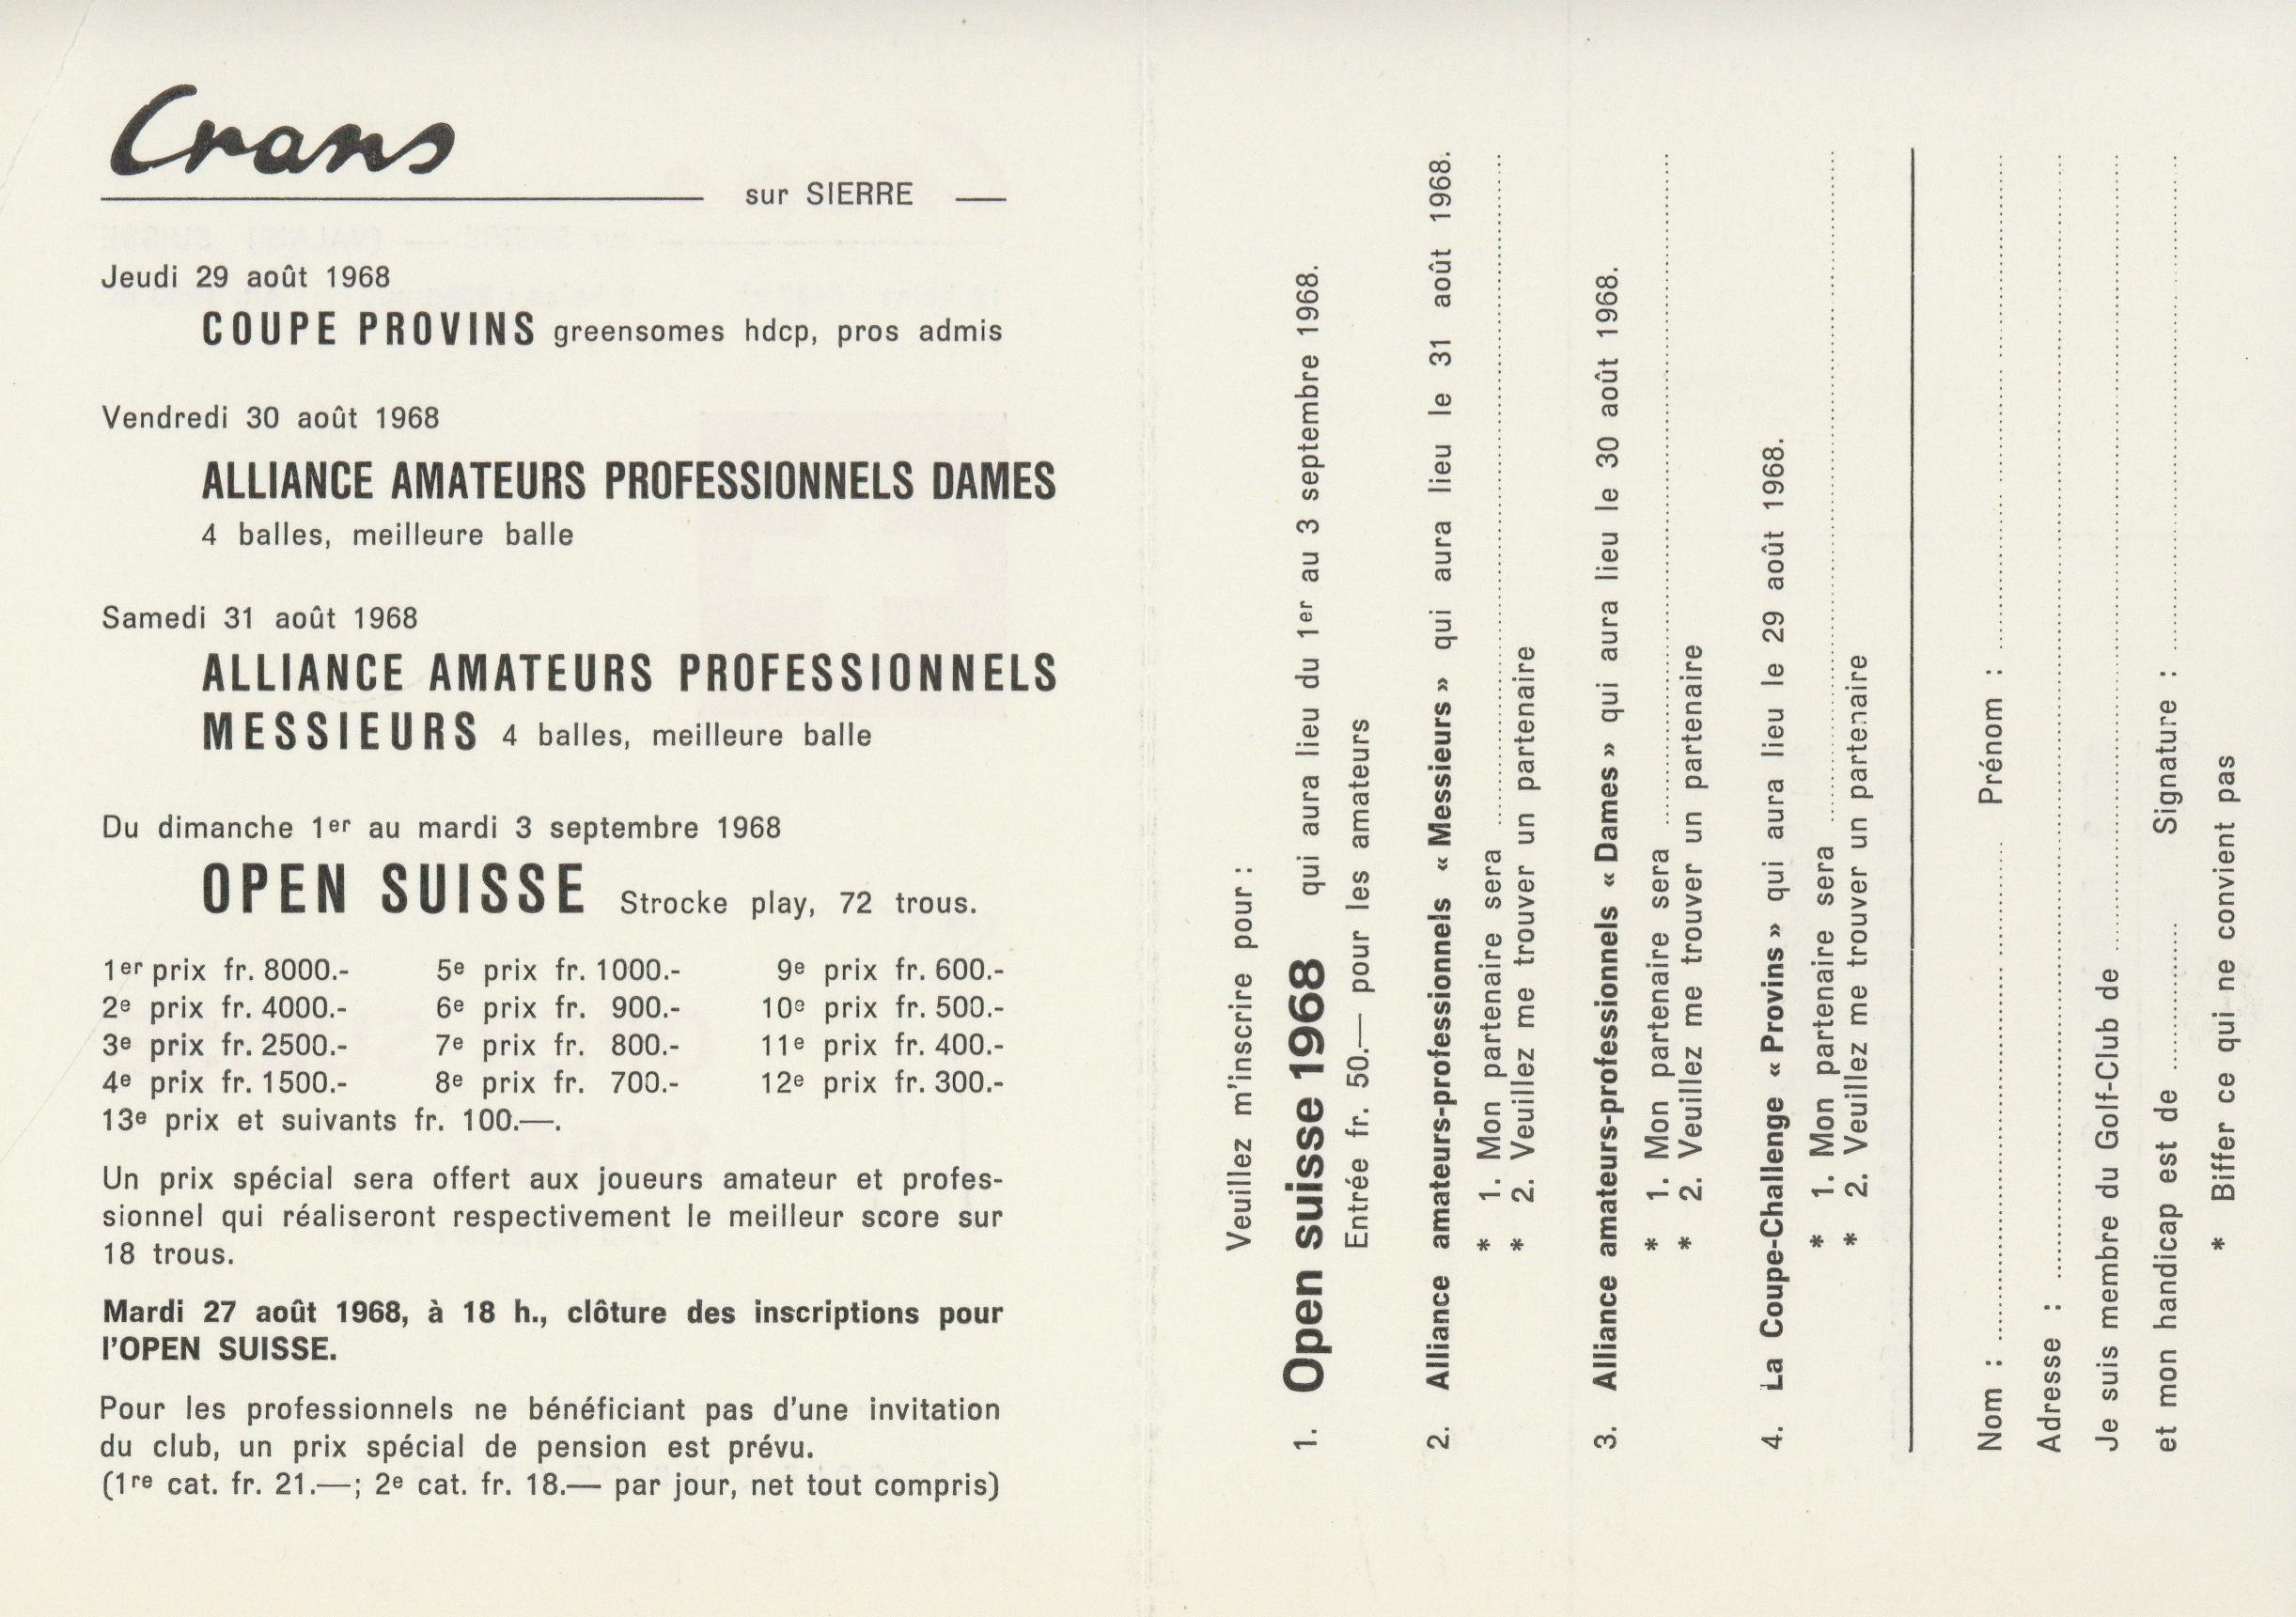 Crans
sur SIERRE
Jeudi 29 août 1968
COUPE PROVINS greensomes hdcp, pros admis
Vendredi 30 août 1968
ALLIANCE AMATEURS PROFESSIONNELS DAMES
4 balles, meilleure balle
Samedi 31 août 1968
ALLIANCE AMATEURS PROFESSIONNELS
MESSIEURS 4 balles, meilleure balle
Du dimanche 1er au mardi 3 septembre 1968
OPEN SUISSE Strocke play, 72 trous.
1er prix fr. 8000.- 5e prix fr. 1000.- 9e prix fr. 600.-
2e prix fr. 4000.- 6e prix fr. 900.- 10e prix fr. 500.-
3e prix fr. 2500.- 7e prix fr. 800.- 11e prix fr. 400.-
4e prix fr. 1500.- 8e prix fr. 700.- 12e prix fr. 300.-
13e prix et suivants fr. 100.—.
Un prix spécial sera offert aux joueurs amateur et profes-
sionnel qui réaliseront respectivement le meilleur score sur
18 trous.
Mardi 27 août 1968, à 18 h., clôture des inscriptions pour
l'OPEN SUISSE.
Pour les professionnels ne bénéficiant pas d'une invitation
du club, un prix spécial de pension est prévu.
(1re cat. fr. 21.—; 2e cat. fr. 18.— par jour, net tout compris)
Veuillez m'inscrire pour :
1. Open suisse 1968 qui aura lieu du 1er au 3 septembre 1968.
Entrée fr. 50.— pour les amateurs
2. Alliance amateurs-professionnels « Messieurs » qui aura lieu le 31 août 1968.
* 1. Mon partenaire sera
* 2. Veuillez me trouver un partenaire
3. Alliance amateurs-professionnels « Dames » qui aura lieu le 30 août 1968.
* 1. Mon partenaire sera
* 2. Veuillez me trouver un partenaire
4. La Coupe-Challenge « Provins » qui aura lieu le 29 août 1968.
* 1. Mon partenaire sera
* 2. Veuillez me trouver un partenaire
Nom : Prénom :
Adresse :
Je suis membre du Golf-Club de
et mon handicap est de Signature :
* Biffer ce qui ne convient pas